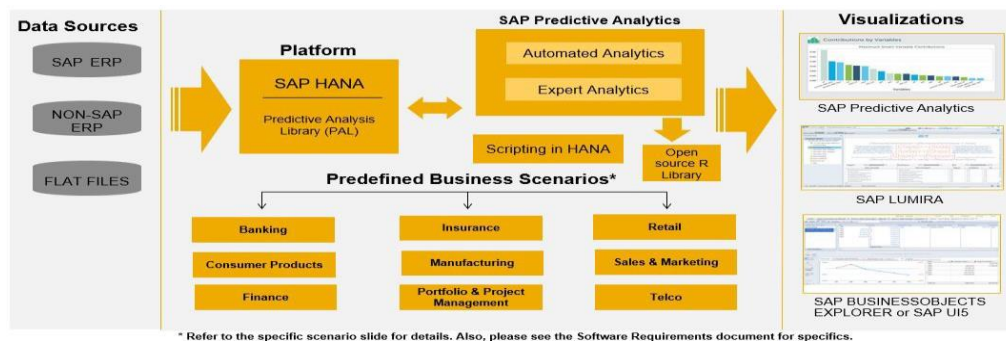 Data Sources
SAP ERP
NON-SAP
ERP
FLAT FILES
Platform
SAP HANA
Predictive Analysis
Library (PAL)
SAP Predictive Analytics
Automated Analytics
Expert Analytics
Scripting in HANA
Open
source R
Library
Predefined Business Scenarios*
Banking
Insurance
Retail
Consumer Products
Manufacturing
Sales & Marketing
Finance
Portfolio & Project
Management
Telco
Visualizations
Contributions by Variables
SAP Predictive Analytics
SAP LUMIRA
SAP BUSINESSOBJECTS
EXPLORER or SAP UI5
* Refer to the specific scenario slide for details. Also, please see the Software Requirements document for specifics.